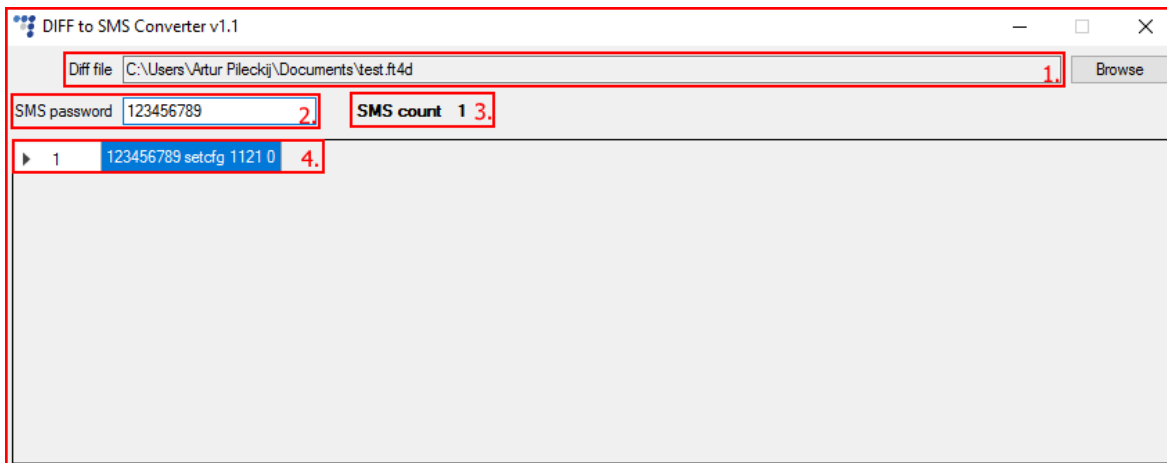 DIFF to SMS Converter v1.1
Diff file C:\Users\Artur Pileckij\Documents\test.ft4d 1. Browse
SMS password 123456789 2. SMS count 1 3.
1 123456789 setcfg 1121 0 4.